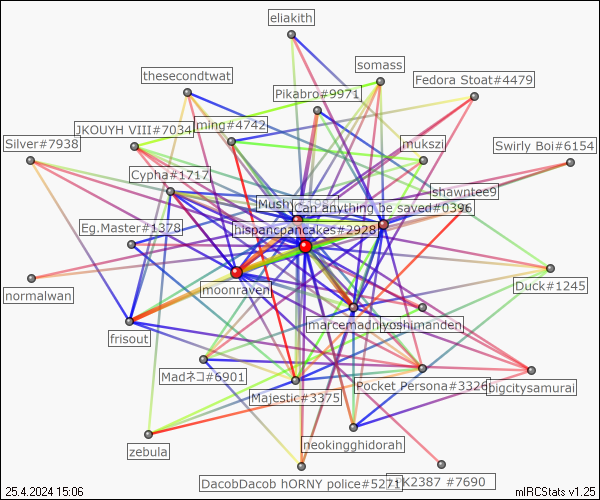 eliakith
somass
thesecondtwat
Fedora Stoat#4479
Pikabro#9971
ming#4742
JKOUYH VIII#7034
Silver#7938
mukszi
Swirly Boi#6154
Cypha#1717
shawntee9
Can anything be saved#0396
Eg.Master#1378
hispancpancakes#2928
moonraven
Duck#1245
normalwan
marcemadn
iyoshimanden
frisout
Madネコ#6901
Pocket Persona#3326
bigcitysamurai
Majestic#3375
neokingghidorah
zebula
DacobDacob hORNY police#5271
#7690
25.4.2024 15:06
mIRCStats v1.25